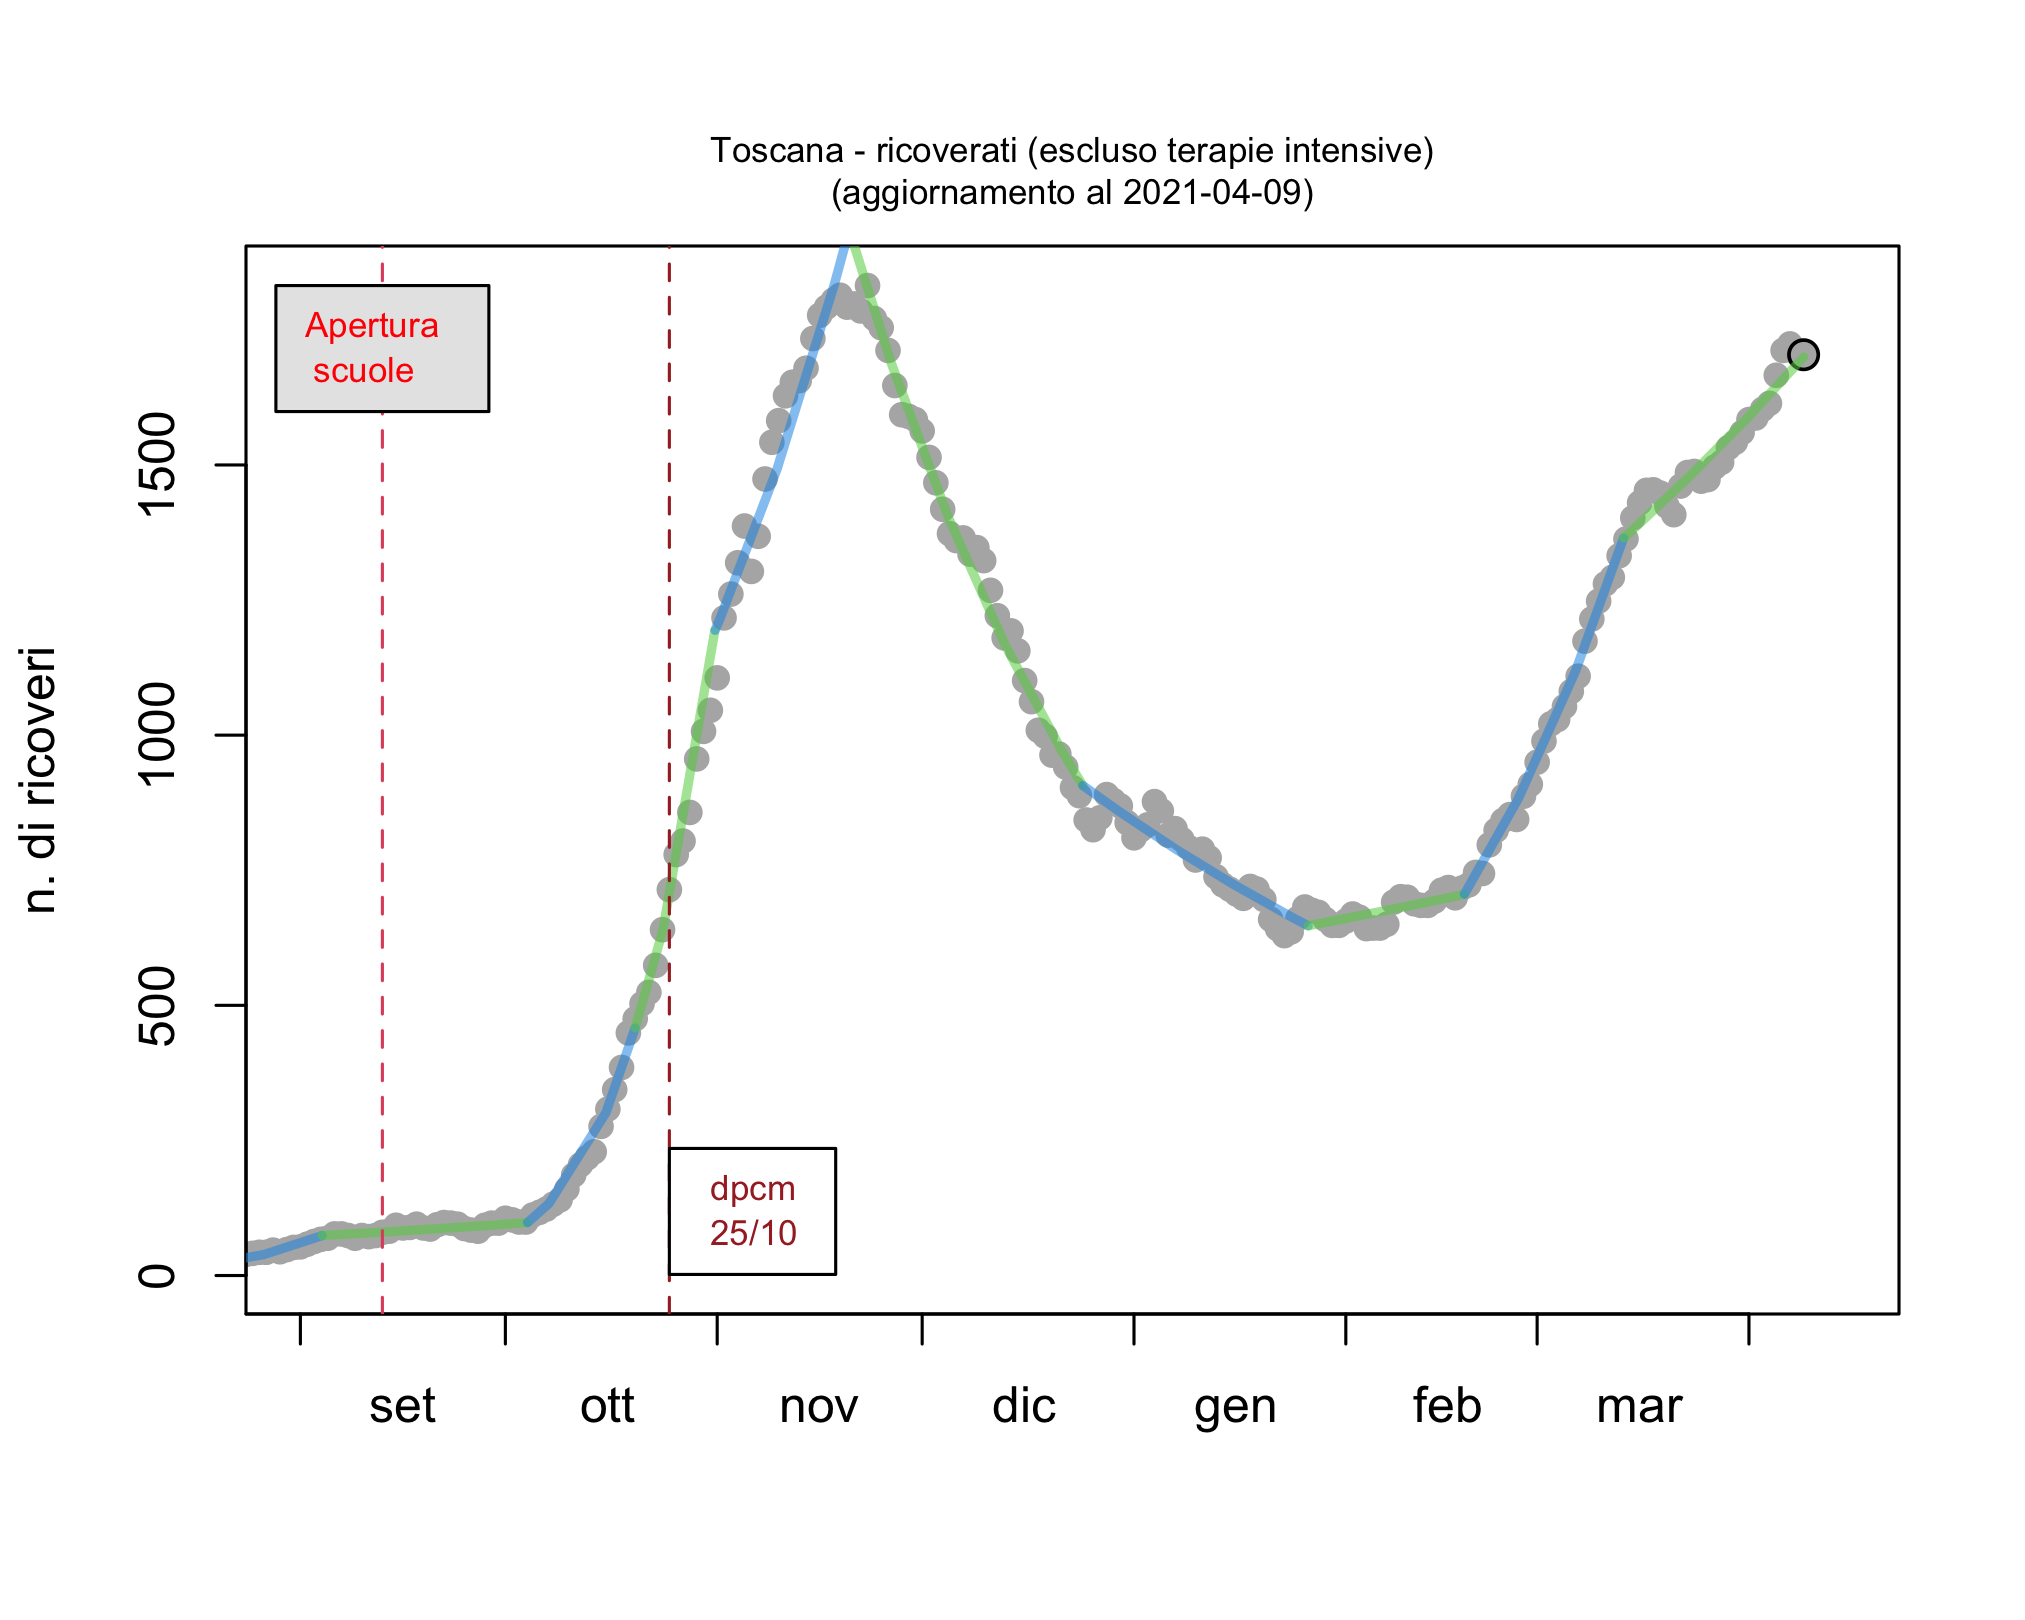 Toscana - ricoverati (escluso terapie intensive)
(aggiornamento al 2021-04-09)
Apertura
scuole
dpcm
25/10
n. di ricoveri
1500
1000
500
0
set ott nov dic gen feb mar